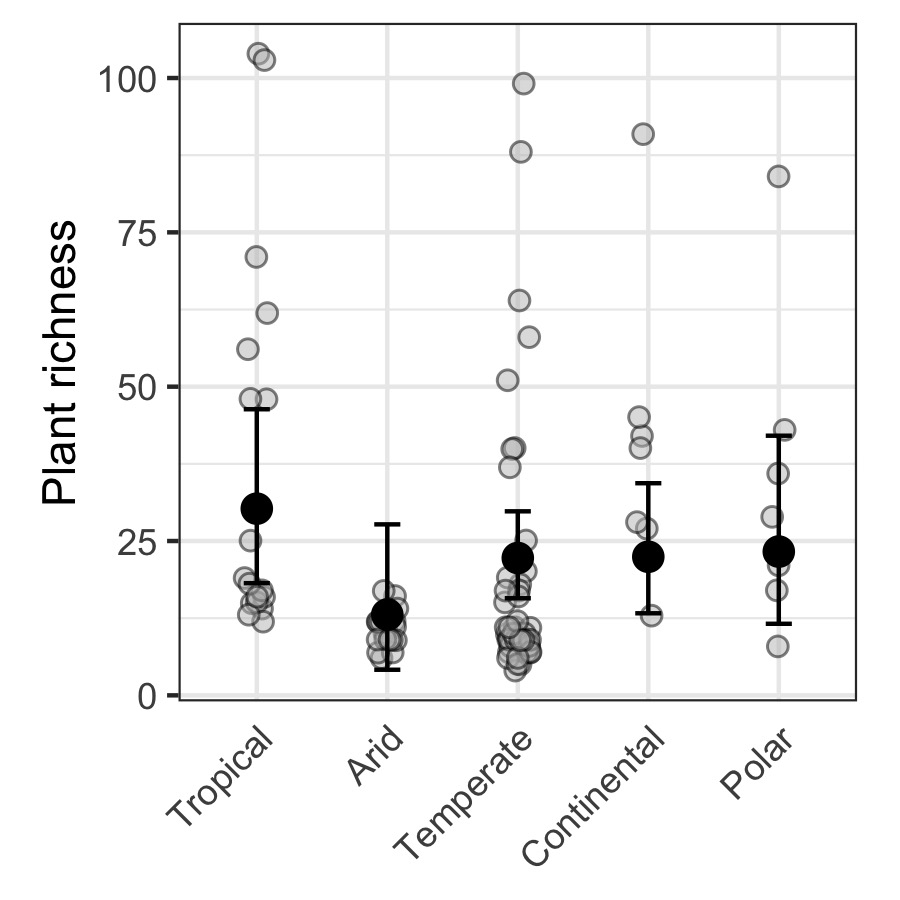 Plant richness
100
75
50
25
0
Tropical
Arid
Temperate
Continental
Polar